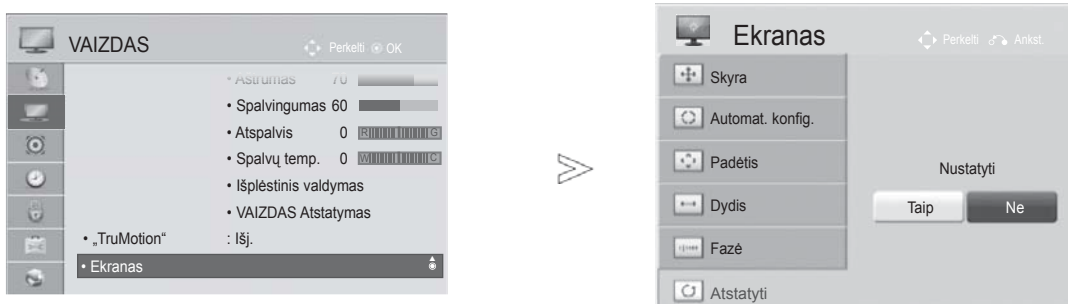 VAIZDAS
Perkelti OK
• Aštrumas 70
• Spalvingumas 60
• Atspalvis 0 R G
• Spalvų temp. 0 W C
• Išplėstinis valdymas
• VAIZDAS Atstatymas
• „TruMotion“ : Išj.
• Ekranas
Ekranas
Perkelti Ankst.
Skyra
Automat. konfig.
Padėtis
Dydis
Fazė
Atstatyti
Nustatyti
Taip Ne